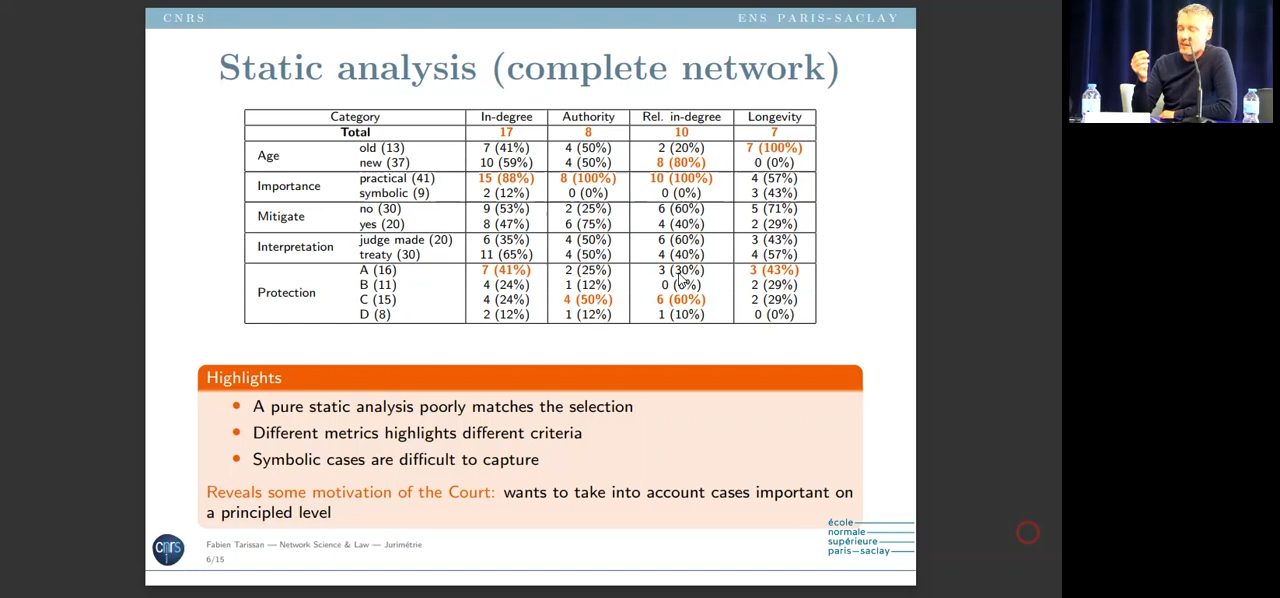 CNRS ENS PARIS-SACLAY
Static analysis (complete network)
Category In-degree Authority Rel. in-degree Longevity
Total 17 8 10 7
Age old (13) 7 (41%) 4 (50%) 2 (20%) 7 (100%)
new (37) 10 (59%) 4 (50%) 8 (80%) 0 (0%)
Importance practical (41) 15 (88%) 8 (100%) 10 (100%) 4 (57%)
symbolic (9) 2 (12%) 0 (0%) 0 (0%) 3 (43%)
Mitigate no (30) 9 (53%) 2 (25%) 6 (60%) 5 (71%)
yes (20) 8 (47%) 6 (75%) 4 (40%) 2 (29%)
Interpretation judge made (20) 6 (35%) 4 (50%) 6 (60%) 3 (43%)
treaty (30) 11 (65%) 4 (50%) 4 (40%) 4 (57%)
Protection A (16) 7 (41%) 2 (25%) 3 (30%) 3 (43%)
B (11) 4 (24%) 1 (12%) 0 (0%) 2 (29%)
C (15) 4 (24%) 4 (50%) 6 (60%) 2 (29%)
D (8) 2 (12%) 1 (12%) 1 (10%) 0 (0%)
Highlights
A pure static analysis poorly matches the selection
Different metrics highlights different criteria
Symbolic cases are difficult to capture
Reveals some motivation of the Court: wants to take into account cases important on
a principled level
cnrs
Fabien Tarissan — Network Science & Law — Jurimétrie
6/15
école
normale
supérieure
paris-saclay